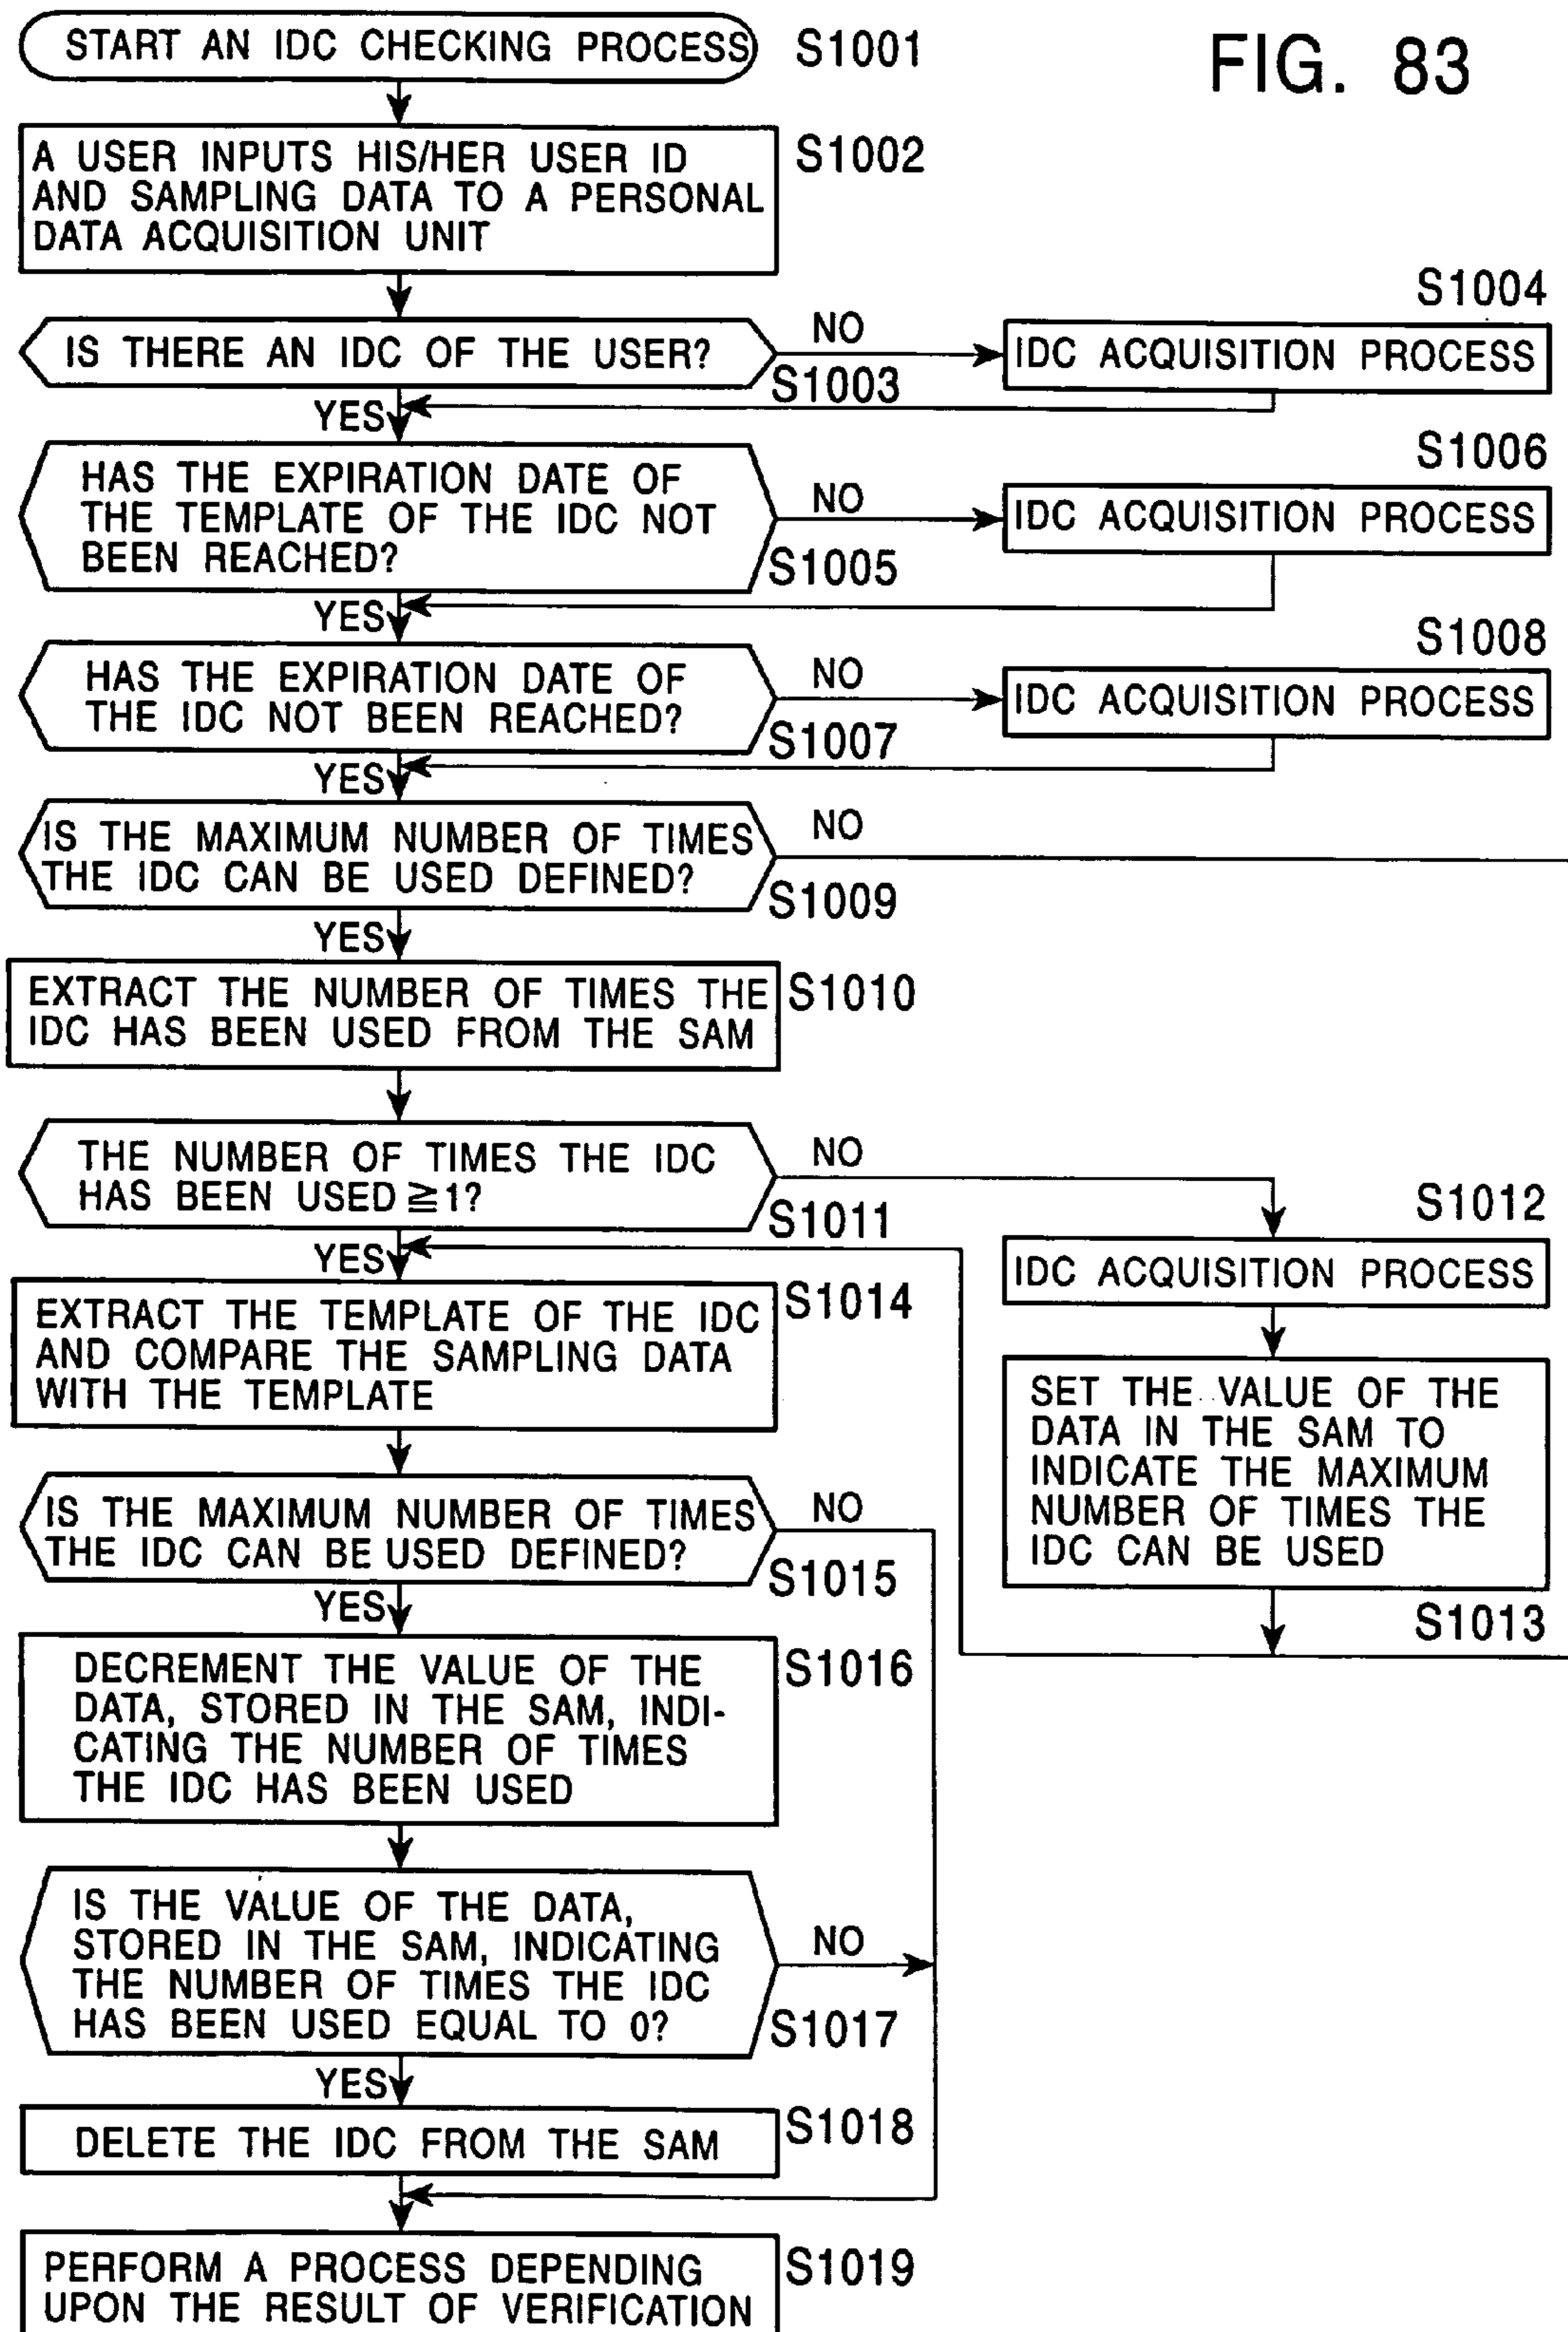 FIG. 83
START AN IDC CHECKING PROCESS
S1001
A USER INPUTS HIS/HER USER ID
AND SAMPLING DATA TO A PERSONAL
DATA ACQUISITION UNIT
S1002
IS THERE AN IDC OF THE USER?
NO
S1003
S1004
IDC ACQUISITION PROCESS
YES
HAS THE EXPIRATION DATE OF
THE TEMPLATE OF THE IDC NOT
BEEN REACHED?
NO
S1005
S1006
IDC ACQUISITION PROCESS
YES
HAS THE EXPIRATION DATE OF
THE IDC NOT BEEN REACHED?
NO
S1007
S1008
IDC ACQUISITION PROCESS
YES
IS THE MAXIMUM NUMBER OF TIMES
THE IDC CAN BE USED DEFINED?
NO
S1009
YES
EXTRACT THE NUMBER OF TIMES THE
IDC HAS BEEN USED FROM THE SAM
S1010
THE NUMBER OF TIMES THE IDC
HAS BEEN USED ≧1?
NO
S1011
S1012
IDC ACQUISITION PROCESS
SET THE VALUE OF THE
DATA IN THE SAM TO
INDICATE THE MAXIMUM
NUMBER OF TIMES THE
IDC CAN BE USED
S1013
YES
EXTRACT THE TEMPLATE OF THE IDC
AND COMPARE THE SAMPLING DATA
WITH THE TEMPLATE
S1014
IS THE MAXIMUM NUMBER OF TIMES
THE IDC CAN BE USED DEFINED?
NO
S1015
YES
DECREMENT THE VALUE OF THE
DATA, STORED IN THE SAM, INDI-
CATING THE NUMBER OF TIMES
THE IDC HAS BEEN USED
S1016
IS THE VALUE OF THE DATA,
STORED IN THE SAM, INDICATING
THE NUMBER OF TIMES THE IDC
HAS BEEN USED EQUAL TO 0?
NO
S1017
YES
DELETE THE IDC FROM THE SAM
S1018
PERFORM A PROCESS DEPENDING
UPON THE RESULT OF VERIFICATION
S1019